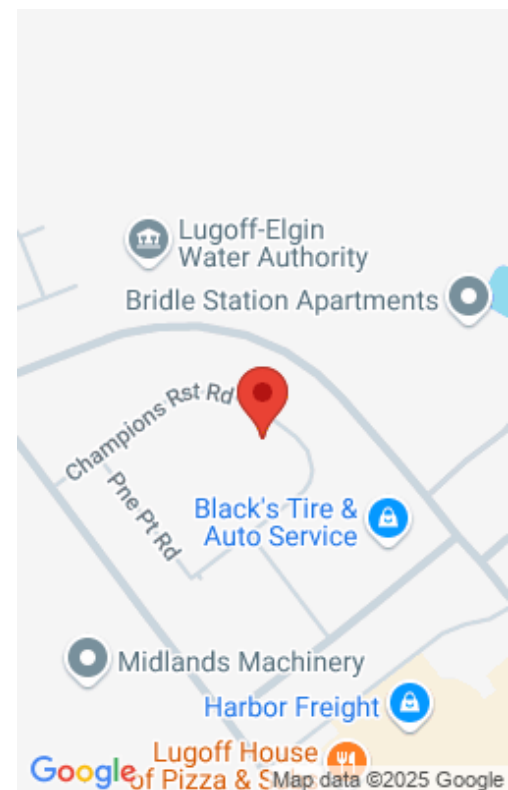 Lugoff-Elgin
Water Authority
Bridle Station Apartments
Champions Rst Rd
Pne Pt Rd
Black's Tire &
Auto Service
Midlands Machinery
Harbor Freight
Lugoff House
of Pizza &
Google
Map data ©2025 Google